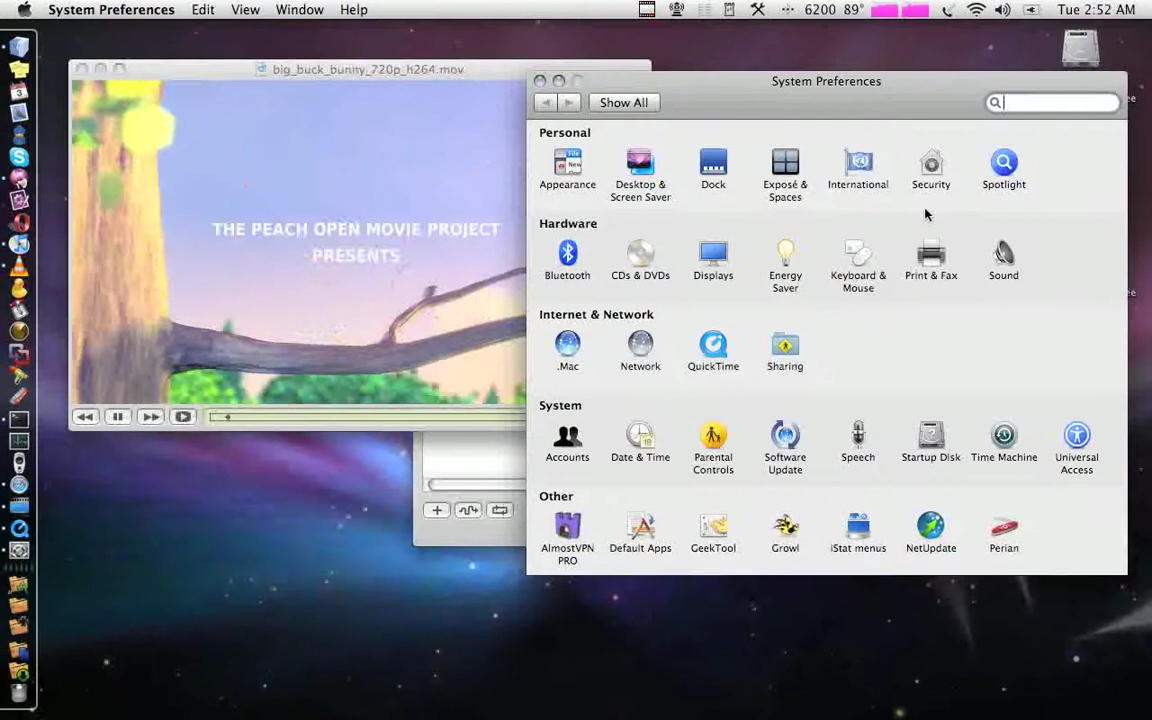 System Preferences Edit View Window Help 6200 89° Tue 2:52 AM
big_buck_bunny_720p_h264.mov
THE PEACH OPEN MOVIE PROJECT
PRESENTS
System Preferences
Show All
Personal
Appearance
Desktop &
Screen Saver
Dock
Exposé &
Spaces
International
Security
Spotlight
Hardware
Bluetooth
CDs & DVDs
Displays
Energy
Saver
Keyboard &
Mouse
Print & Fax
Sound
Internet & Network
.Mac
Network
QuickTime
Sharing
System
Accounts
Date & Time
Parental
Controls
Software
Update
Speech
Startup Disk
Time Machine
Universal
Access
Other
AlmostVPN
PRO
Default Apps
GeekTool
Growl
iStat menus
NetUpdate
Perian